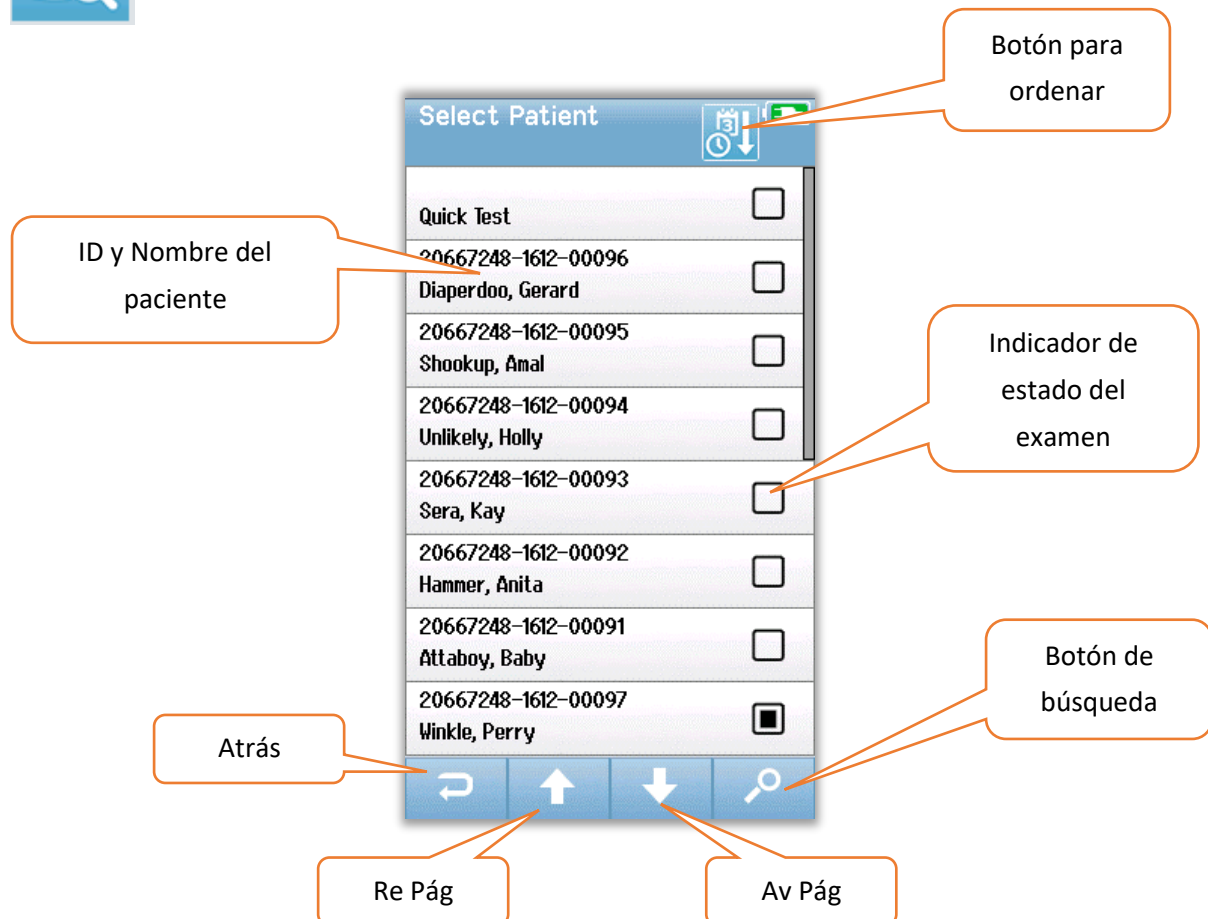 Botón para
ordenar
Select Patient
3
Quick Test
ID y Nombre del
paciente
20667248-1612-00096
Diaperdoo, Gerard
20667248-1612-00095
Shookup, Amal
Indicador de
estado del
examen
20667248-1612-00094
Unlikely, Holly
20667248-1612-00093
Sera, Kay
20667248-1612-00092
Hammer, Anita
20667248-1612-00091
Attaboy, Baby
Botón de
búsqueda
20667248-1612-00097
Winkle, Perry
Atrás
Re Pág
Av Pág